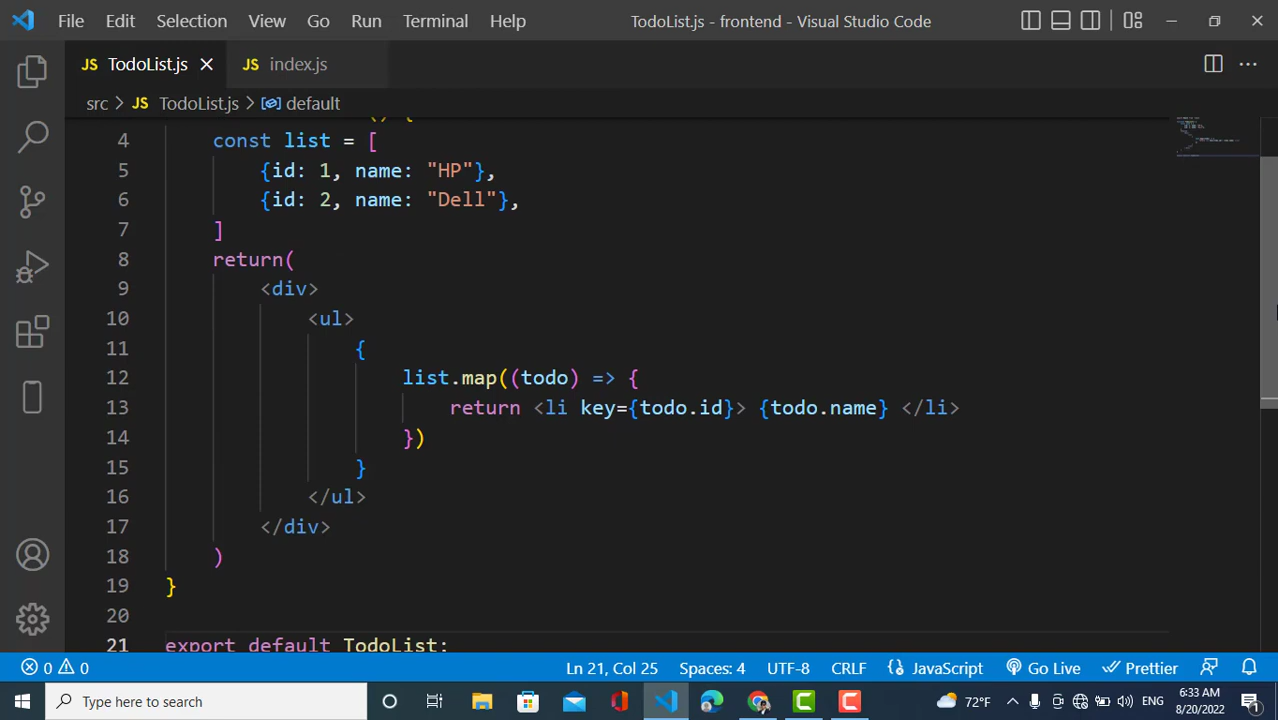 File Edit Selection View Go Run Terminal Help TodoList.js - frontend - Visual Studio Code
JS TodoList.js JS index.js
src > JS TodoList.js > default
4 const list = [
5 {id: 1, name: "HP"},
6 {id: 2, name: "Dell"},
7 ]
8 return(
9 <div>
10 <ul>
11 {
12 list.map((todo) => {
13 return <li key={todo.id}> {todo.name} </li>
14 })
15 }
16 </ul>
17 </div>
18 )
19 }
20
21 export default TodoList;
0 0 Ln 21, Col 25 Spaces: 4 UTF-8 CRLF JavaScript Go Live Prettier
Type here to search 72°F ENG 6:33 AM
8/20/2022 1